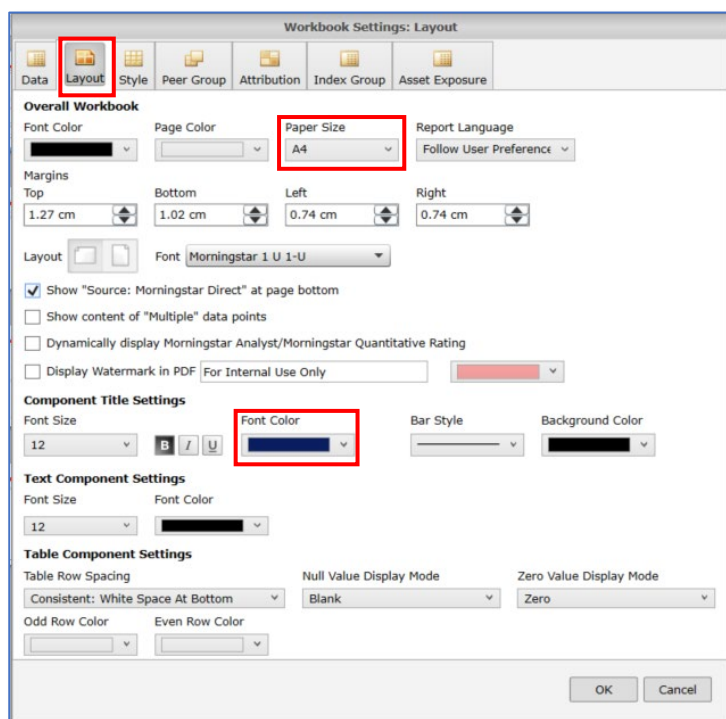 Workbook Settings: Layout
Data Layout Style Peer Group Attribution Index Group Asset Exposure
Overall Workbook
Font Color Page Color Paper Size Report Language
A4 Follow User Preference
Margins
Top Bottom Left Right
1.27 cm 1.02 cm 0.74 cm 0.74 cm
Layout Font Morningstar 1 U 1-U
Show "Source: Morningstar Direct" at page bottom
Show content of "Multiple" data points
Dynamically display Morningstar Analyst/Morningstar Quantitative Rating
Display Watermark in PDF For Internal Use Only
Component Title Settings
Font Size Font Color Bar Style Background Color
12 B I U
Text Component Settings
Font Size Font Color
12
Table Component Settings
Table Row Spacing Null Value Display Mode Zero Value Display Mode
Consistent: White Space At Bottom Blank Zero
Odd Row Color Even Row Color
OK Cancel